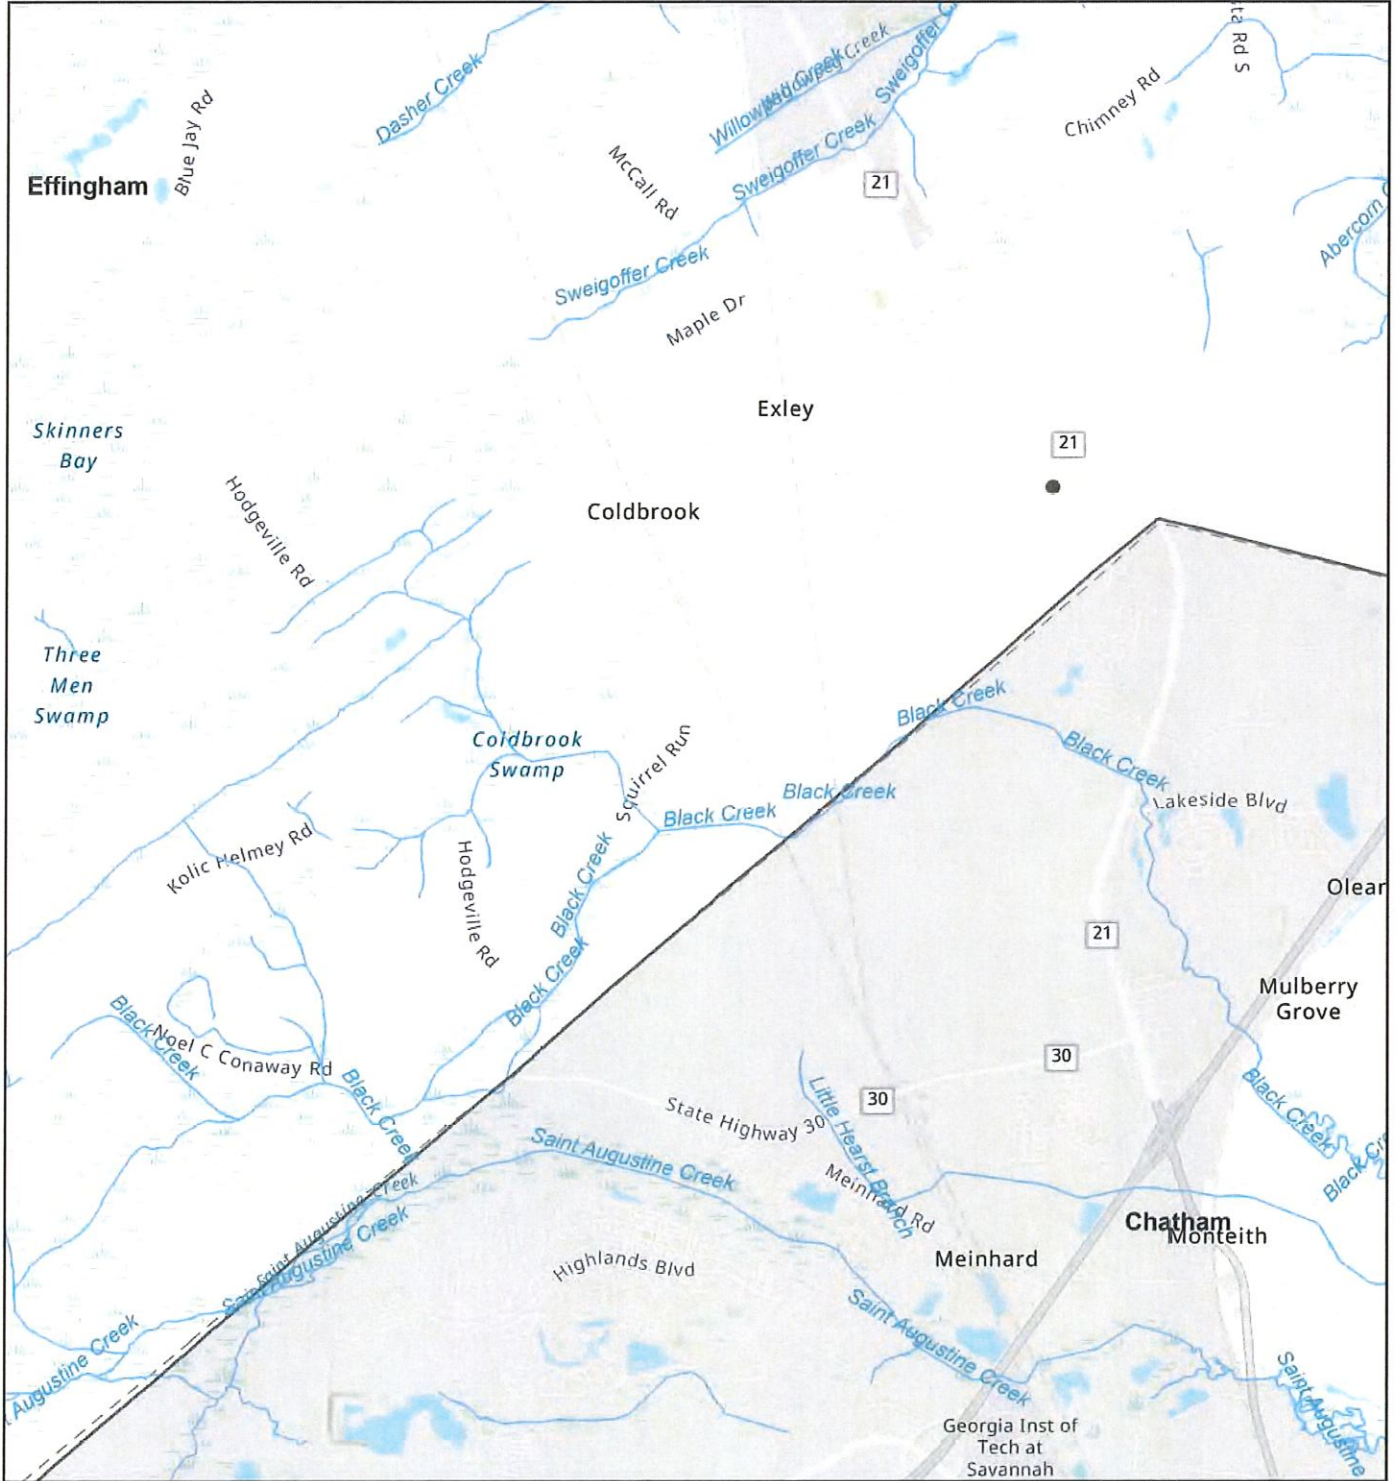 Dasher Creek
Willowpeg Creek
Willowpeg Creek
Sweigoffer C
ta Rd S
Chimney Rd
Blue Jay Rd
Effingham
McCall Rd
Sweigoffer Creek
21
Abercorn C
Sweigoffer Creek
Maple Dr
Exley
Skinners
Bay
21
Hodgeville Rd
Coldbrook
Three
Men
Swamp
Black Creek
Coldbrook
Swamp
Squirrel Run
Black Creek
Black Creek
Lakeside Blvd
Black Creek
Kolic Helmey Rd
Hodgeville Rd
Black Creek
Olear
21
Black Creek
Mulberry
Grove
Black Creek
Noel C Conaway Rd
30
Black Creek
Little Hearst Branch
30
State Highway 30
Black Creek
Black Cre
Saint Augustine Creek
Meinhard Rd
Saint Augustine Creek
Saint Augustine Creek
Chatham
Monteith
Highlands Blvd
Meinhard
t Augustine Creek
Saint Augustine Creek
Saint Augustine
Georgia Inst of
Tech at
Savannah